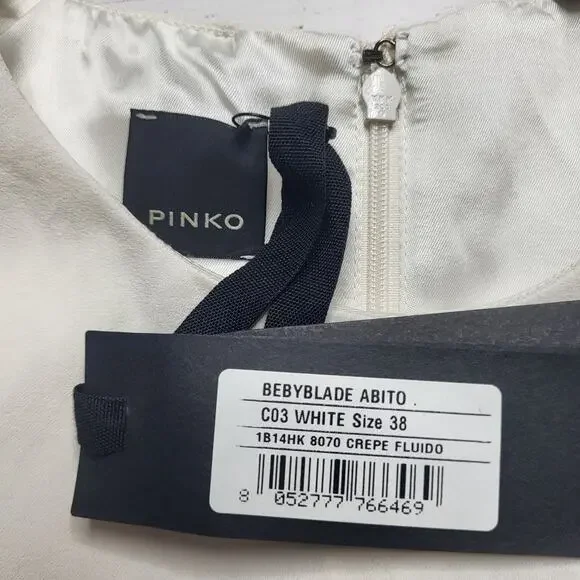 PINKO
BEBYBLADE ABITO .
C03 WHITE Size 38
1B14HK 8070 CREPE FLUIDO
8 052777 766469